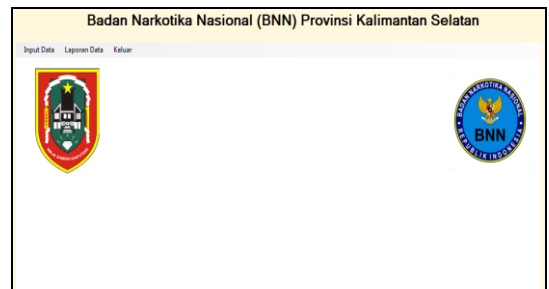 Badan Narkotika Nasional (BNN) Provinsi Kalimantan Selatan
Input Data Laporan Data Keluar
BADAN NARKOTIKA NASIONAL
BNN
REPUBLIK INDONESIA